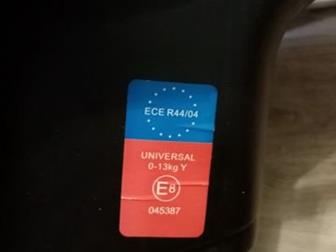 ECE R44/04
UNIVERSAL
0-13kg Y
E8
045387